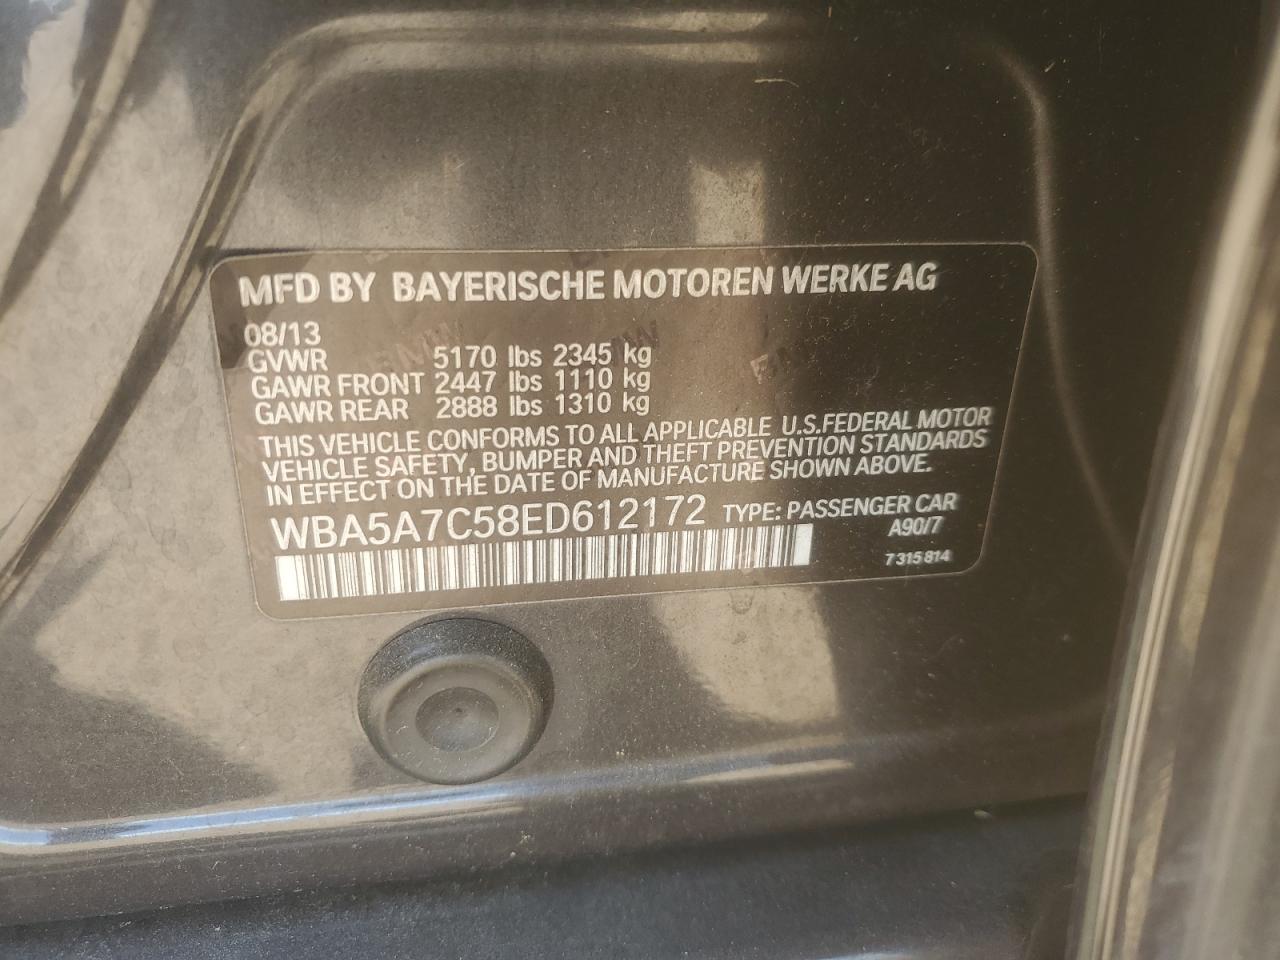 MFD BY BAYERISCHE MOTOREN WERKE AG
08/13
GVWR 5170 lbs 2345 kg
GAWR FRONT 2447 lbs 1110 kg
GAWR REAR 2888 lbs 1310 kg
THIS VEHICLE CONFORMS TO ALL APPLICABLE U.S.FEDERAL MOTOR
VEHICLE SAFETY, BUMPER AND THEFT PREVENTION STANDARDS
IN EFFECT ON THE DATE OF MANUFACTURE SHOWN ABOVE.
WBA5A7C58ED612172 TYPE: PASSENGER CAR
A90/7
7 315 814